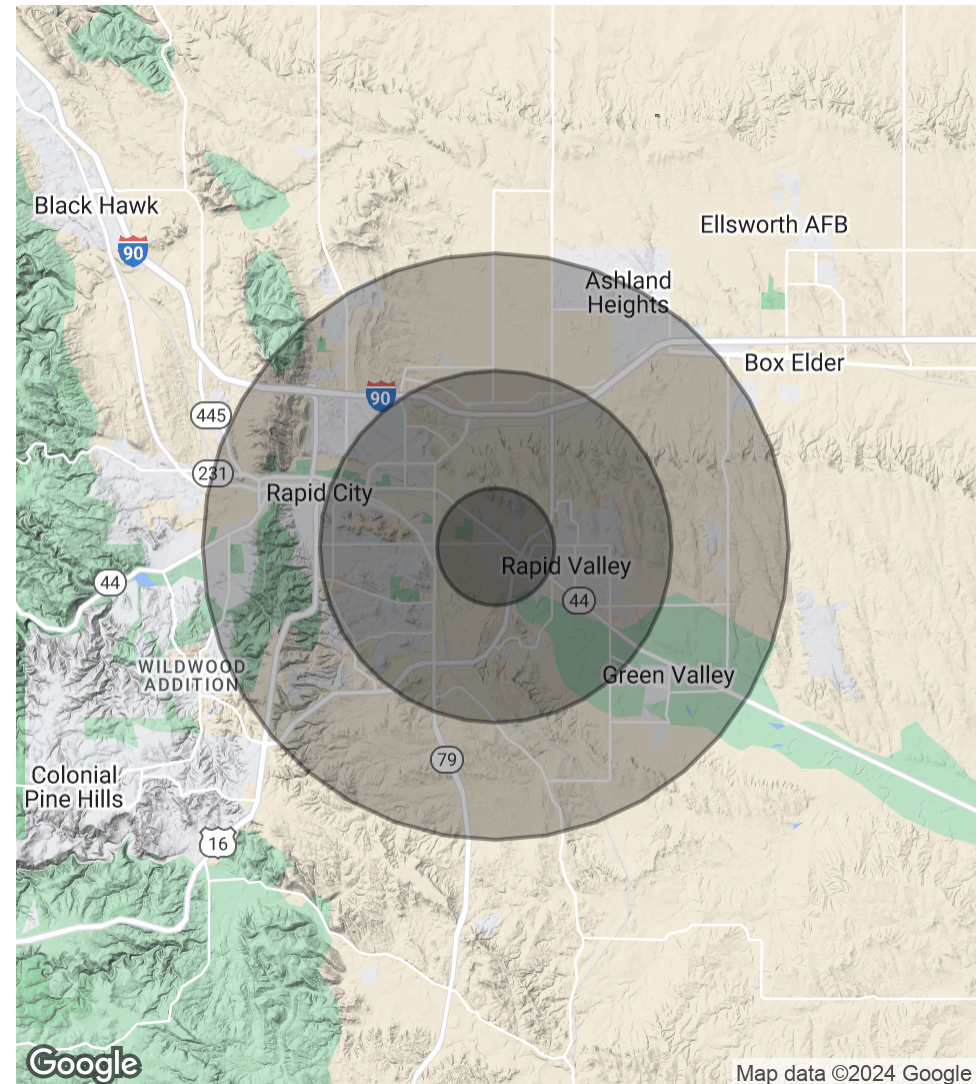 Black Hawk
90
Ellsworth AFB
Ashland
Heights
Box Elder
90
445
231
Rapid City
Rapid Valley
44
44
WILDWOOD
ADDITION
Green Valley
79
Colonial
Pine Hills
16
Google
Map data ©2024 Google